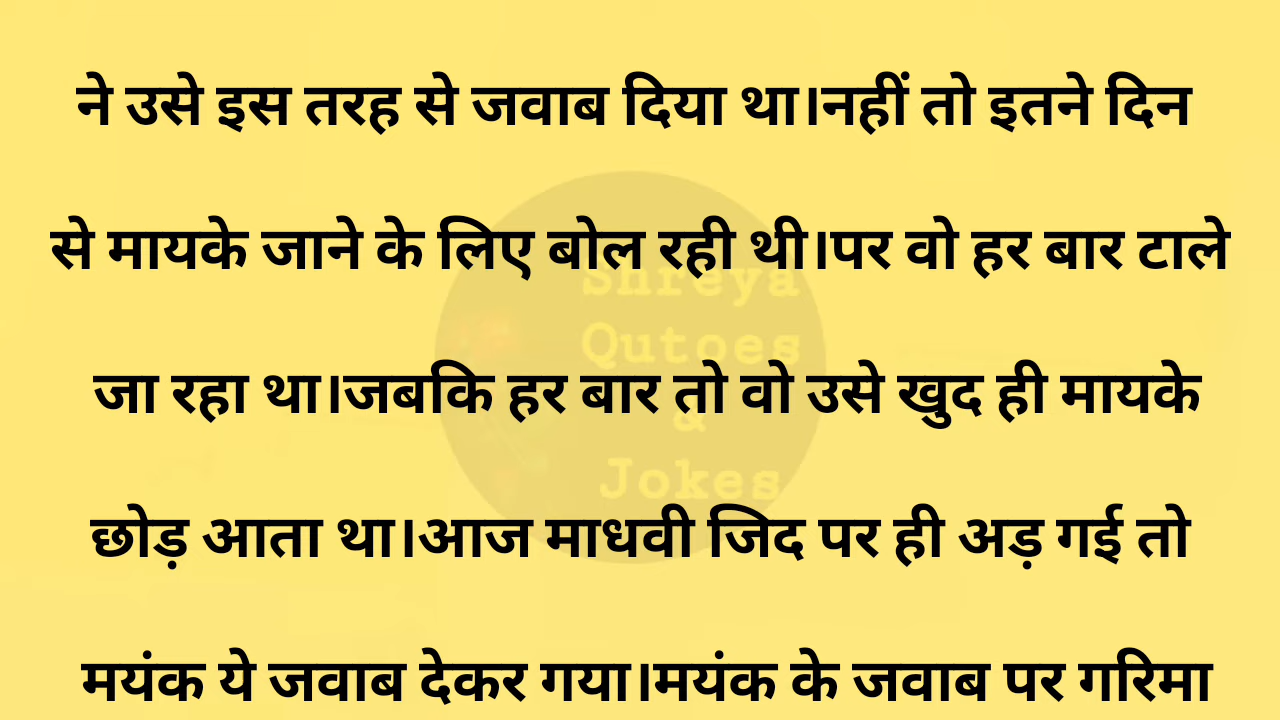 ने उसे इस तरह से जवाब दिया था।नहीं तो इतने दिन
से मायके जाने के लिए बोल रही थी।पर वो हर बार टाले
जा रहा था।जबकि हर बार तो वो उसे खुद ही मायके
छोड़ आता था।आज माधवी जिद पर ही अड़ गई तो
मयंक ये जवाब देकर गया।मयंक के जवाब पर गरिमा
Shreya
Qutoes
&
Jokes